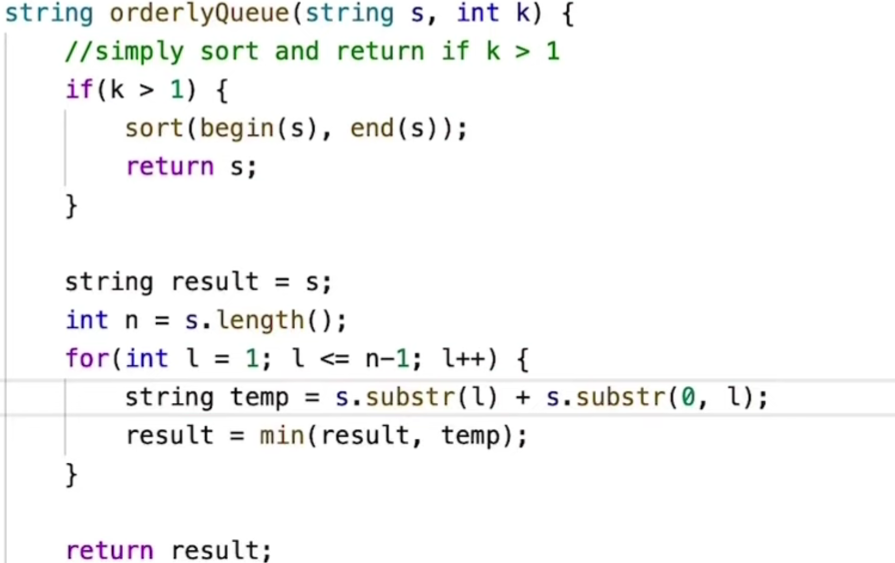 string orderlyQueue(string s, int k) {
//simply sort and return if k > 1
if(k > 1) {
sort(begin(s), end(s));
return s;
}
string result = s;
int n = s.length();
for(int l = 1; l <= n-1; l++) {
string temp = s.substr(l) + s.substr(0, l);
result = min(result, temp);
}
return result;